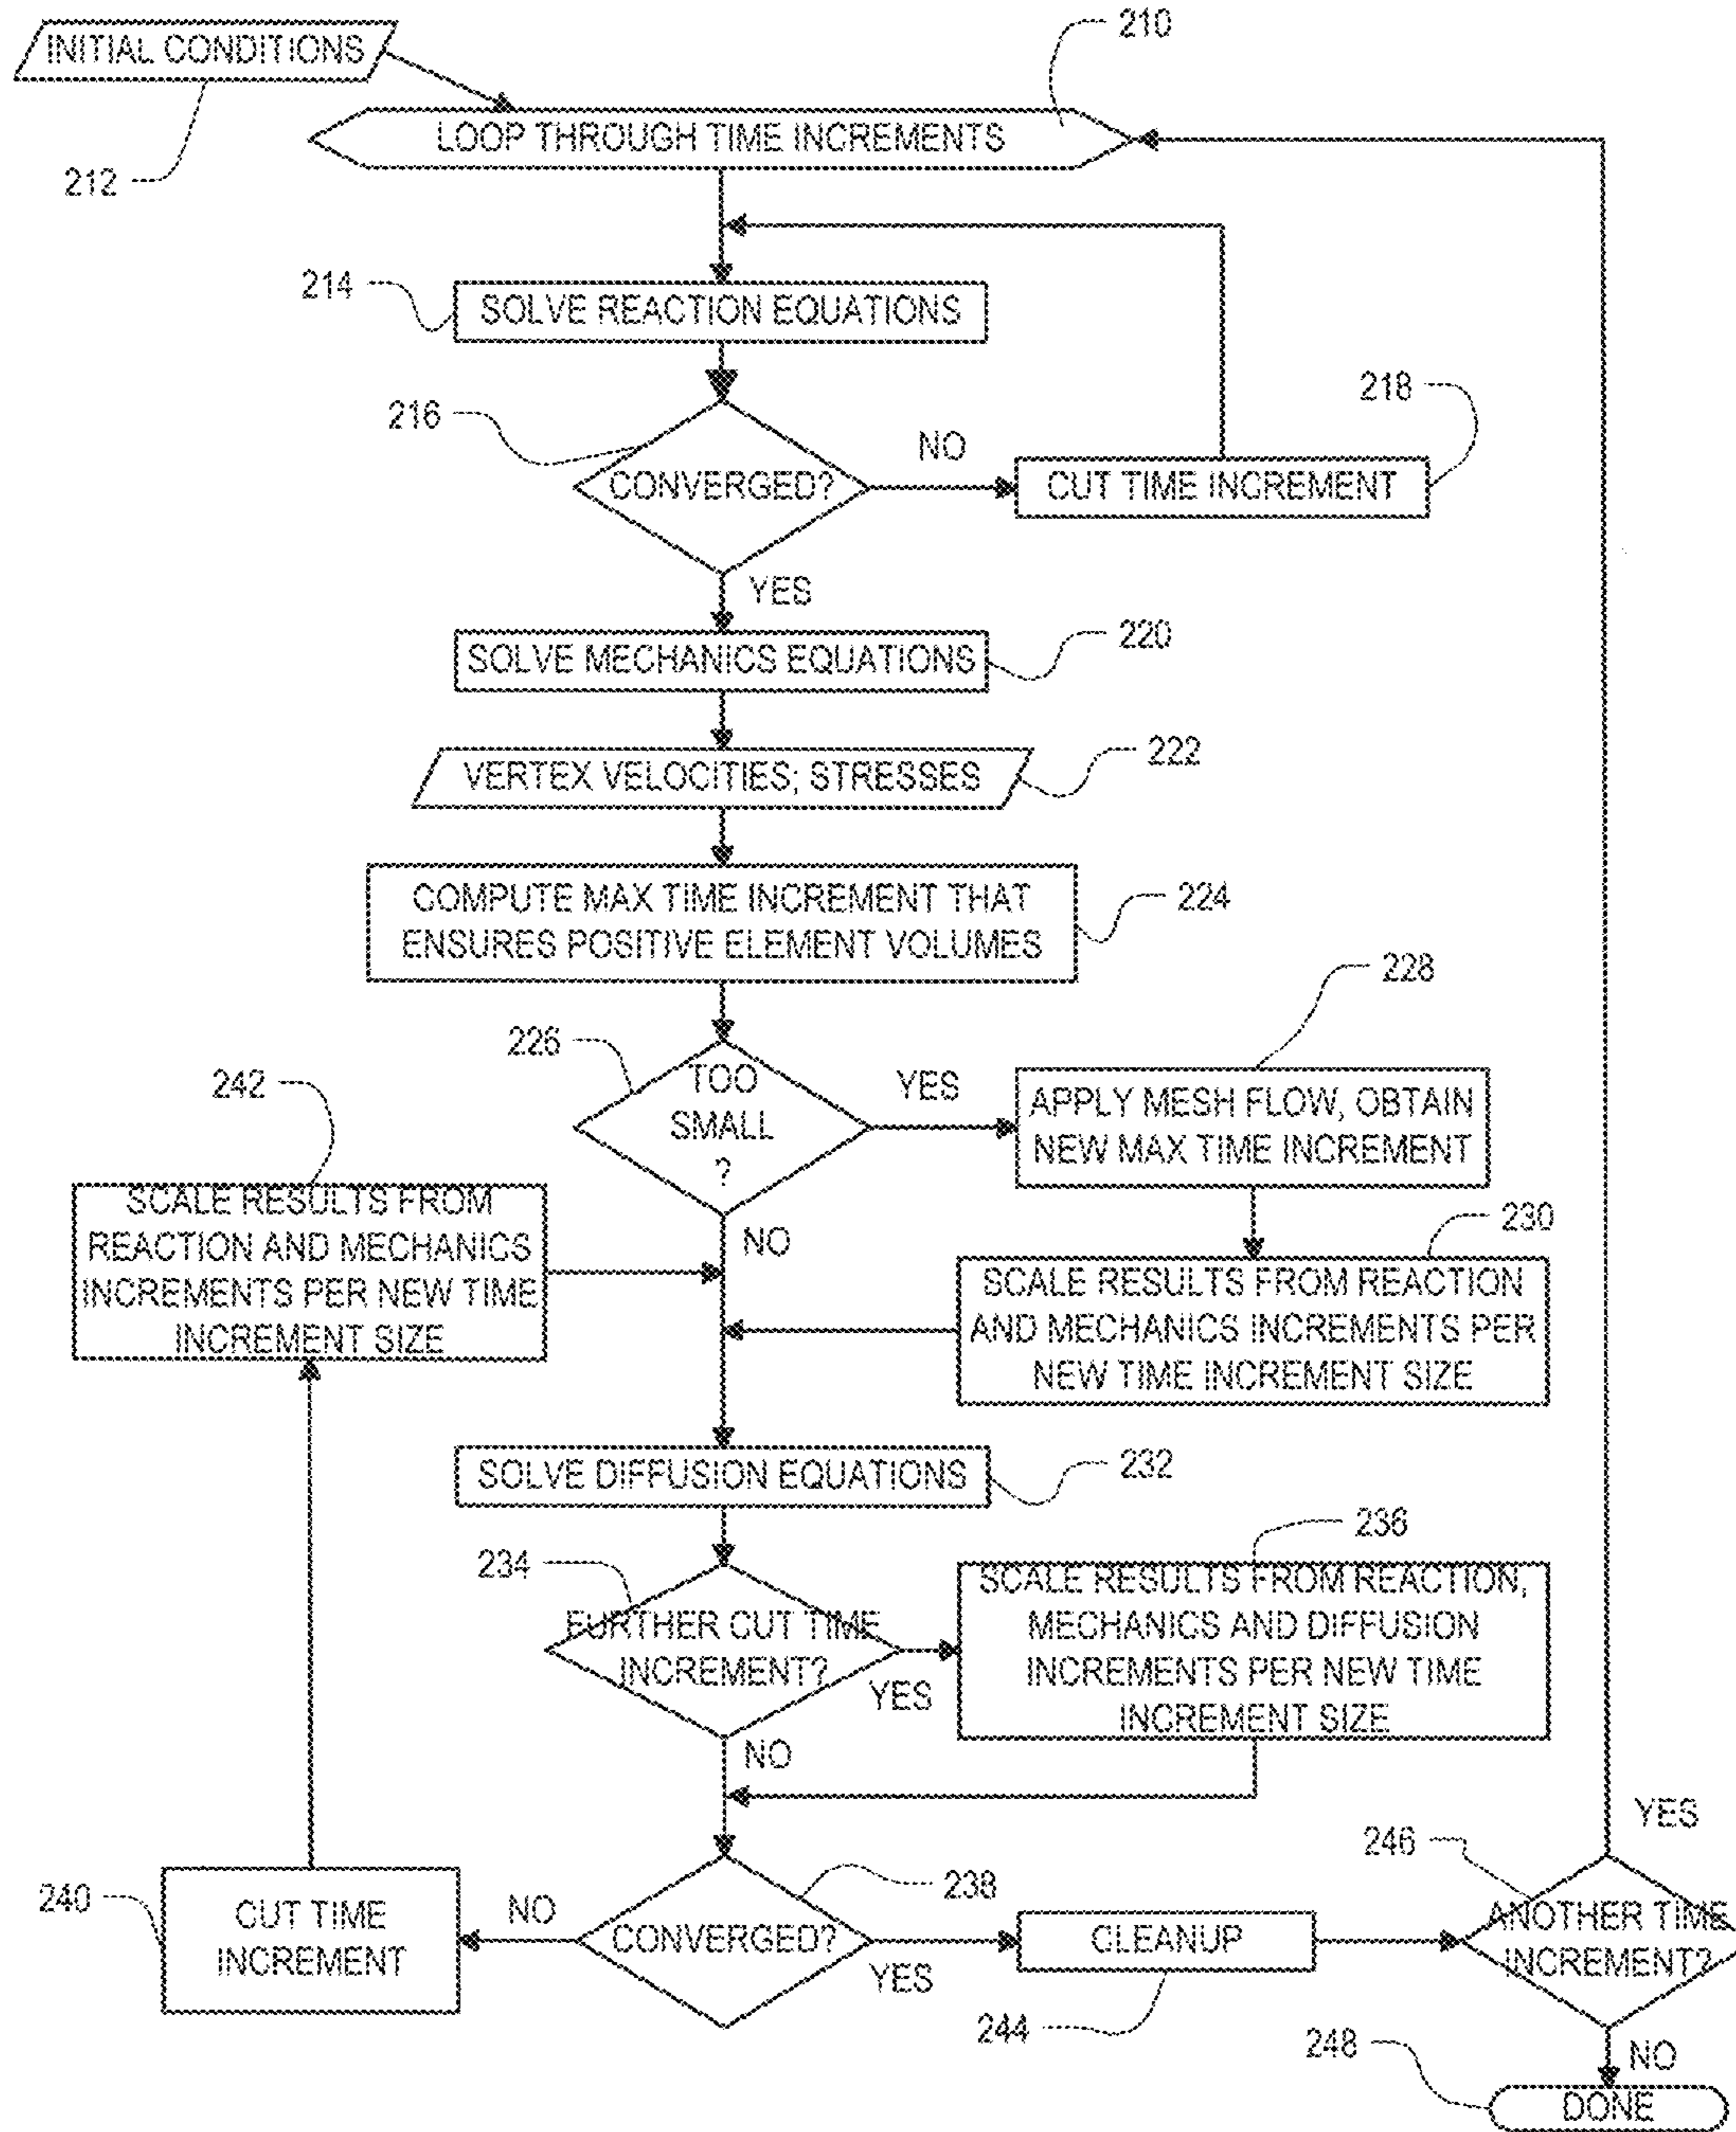 210
INITIAL CONDITIONS
LOOP THROUGH TIME INCREMENTS
212
214
SOLVE REACTION EQUATIONS
216
218
NO
CONVERGED?
CUT TIME INCREMENT
YES
220
SOLVE MECHANICS EQUATIONS
222
VERTEX VELOCITIES; STRESSES
COMPUTE MAX TIME INCREMENT THAT
ENSURES POSITIVE ELEMENT VOLUMES
224
228
226
TOO
SMALL
?
YES
APPLY MESH FLOW, OBTAIN
NEW MAX TIME INCREMENT
242
SCALE RESULTS FROM
REACTION AND MECHANICS
INCREMENTS PER NEW TIME
INCREMENT SIZE
NO
230
SCALE RESULTS FROM REACTION
AND MECHANICS INCREMENTS PER
NEW TIME INCREMENT SIZE
SOLVE DIFFUSION EQUATIONS
232
236
234
FURTHER CUT TIME
INCREMENT?
YES
SCALE RESULTS FROM REACTION,
MECHANICS AND DIFFUSION
INCREMENTS PER NEW TIME
INCREMENT SIZE
NO
YES
246
238
240
CUT TIME
INCREMENT
NO
CONVERGED?
YES
CLEANUP
ANOTHER TIME
INCREMENT?
244
248
NO
DONE